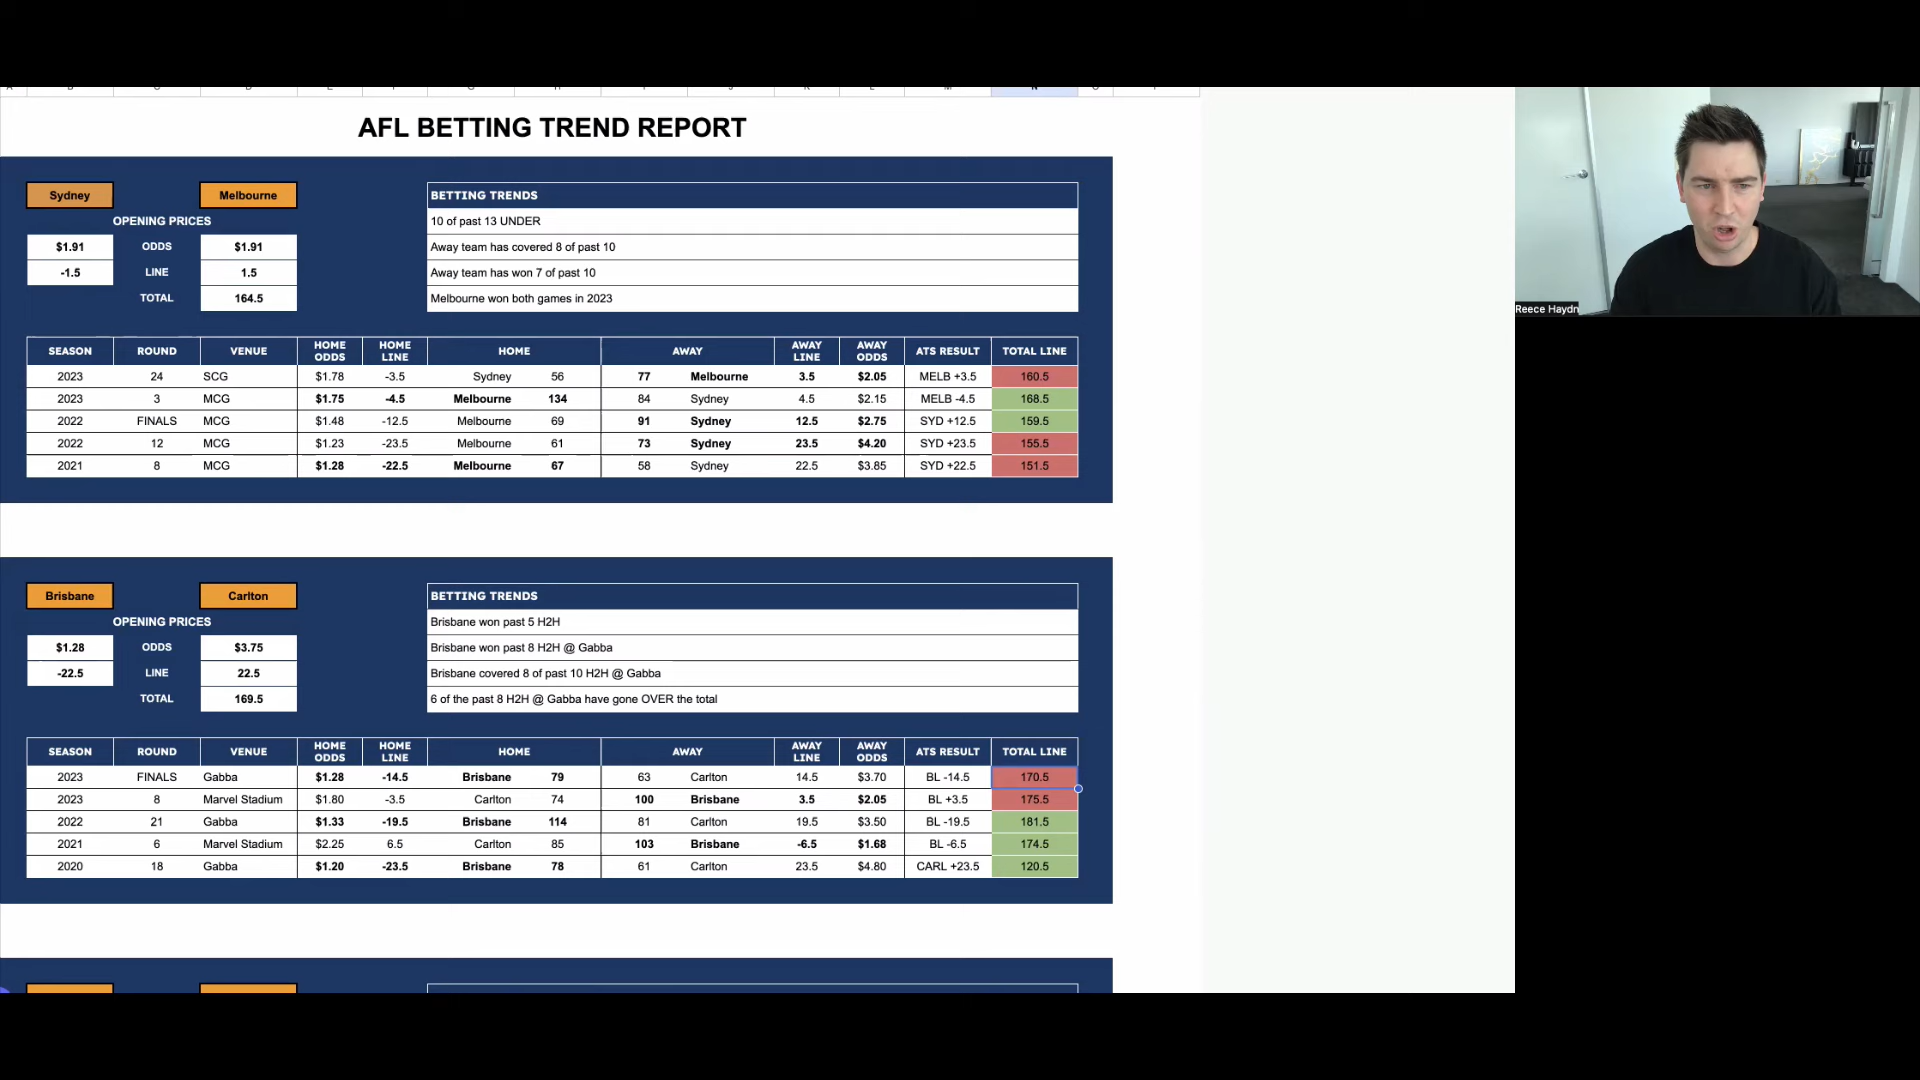 AFL BETTING TREND REPORT
Sydney Melbourne BETTING TRENDS
OPENING PRICES 10 of past 13 UNDER
$1.91 ODDS $1.91 Away team has covered 8 of past 10
-1.5 LINE 1.5 Away team has won 7 of past 10
TOTAL 164.5 Melbourne won both games in 2023
SEASON ROUND VENUE HOME ODDS HOME LINE HOME AWAY AWAY LINE AWAY ODDS ATS RESULT TOTAL LINE
2023 24 SCG $1.78 -3.5 Sydney 56 77 Melbourne 3.5 $2.05 MELB +3.5 160.5
2023 3 MCG $1.75 -4.5 Melbourne 134 84 Sydney 4.5 $2.15 MELB -4.5 168.5
2022 FINALS MCG $1.48 -12.5 Melbourne 69 91 Sydney 12.5 $2.75 SYD +12.5 159.5
2022 12 MCG $1.23 -23.5 Melbourne 61 73 Sydney 23.5 $4.20 SYD +23.5 155.5
2021 8 MCG $1.28 -22.5 Melbourne 67 58 Sydney 22.5 $3.85 SYD +22.5 151.5
Brisbane Carlton BETTING TRENDS
OPENING PRICES Brisbane won past 5 H2H
$1.28 ODDS $3.75 Brisbane won past 8 H2H @ Gabba
-22.5 LINE 22.5 Brisbane covered 8 of past 10 H2H @ Gabba
TOTAL 169.5 6 of the past 8 H2H @ Gabba have gone OVER the total
SEASON ROUND VENUE HOME ODDS HOME LINE HOME AWAY AWAY LINE AWAY ODDS ATS RESULT TOTAL LINE
2023 FINALS Gabba $1.28 -14.5 Brisbane 79 63 Carlton 14.5 $3.70 BL -14.5 170.5
2023 8 Marvel Stadium $1.80 -3.5 Carlton 74 100 Brisbane 3.5 $2.05 BL +3.5 175.5
2022 21 Gabba $1.33 -19.5 Brisbane 114 81 Carlton 19.5 $3.50 BL -19.5 181.5
2021 6 Marvel Stadium $2.25 6.5 Carlton 85 103 Brisbane -6.5 $1.68 BL -6.5 174.5
2020 18 Gabba $1.20 -23.5 Brisbane 78 61 Carlton 23.5 $4.80 CARL +23.5 120.5
Reece Haydn